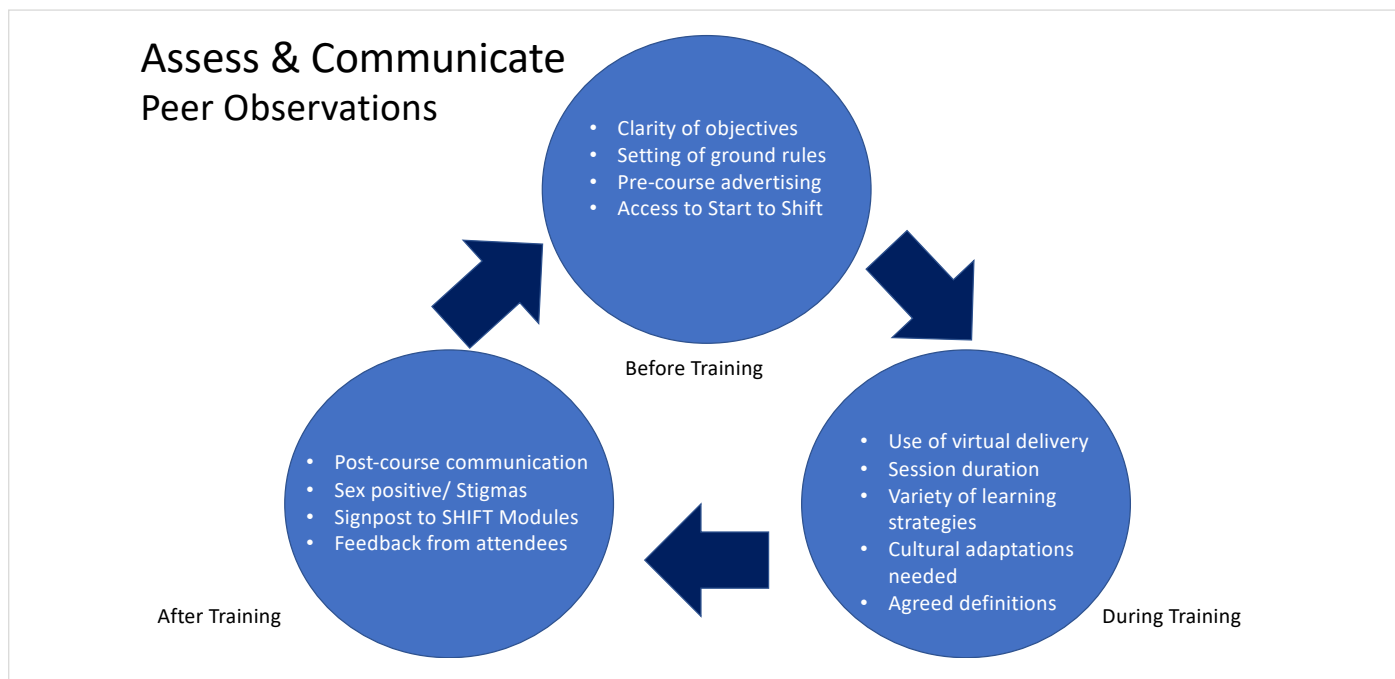 Assess & Communicate
Peer Observations
• Clarity of objectives
• Setting of ground rules
• Pre-course advertising
• Access to Start to Shift
Before Training
• Use of virtual delivery
• Session duration
• Variety of learning
strategies
• Cultural adaptations
needed
• Agreed definitions
During Training
• Post-course communication
• Sex positive/ Stigmas
• Signpost to SHIFT Modules
• Feedback from attendees
After Training